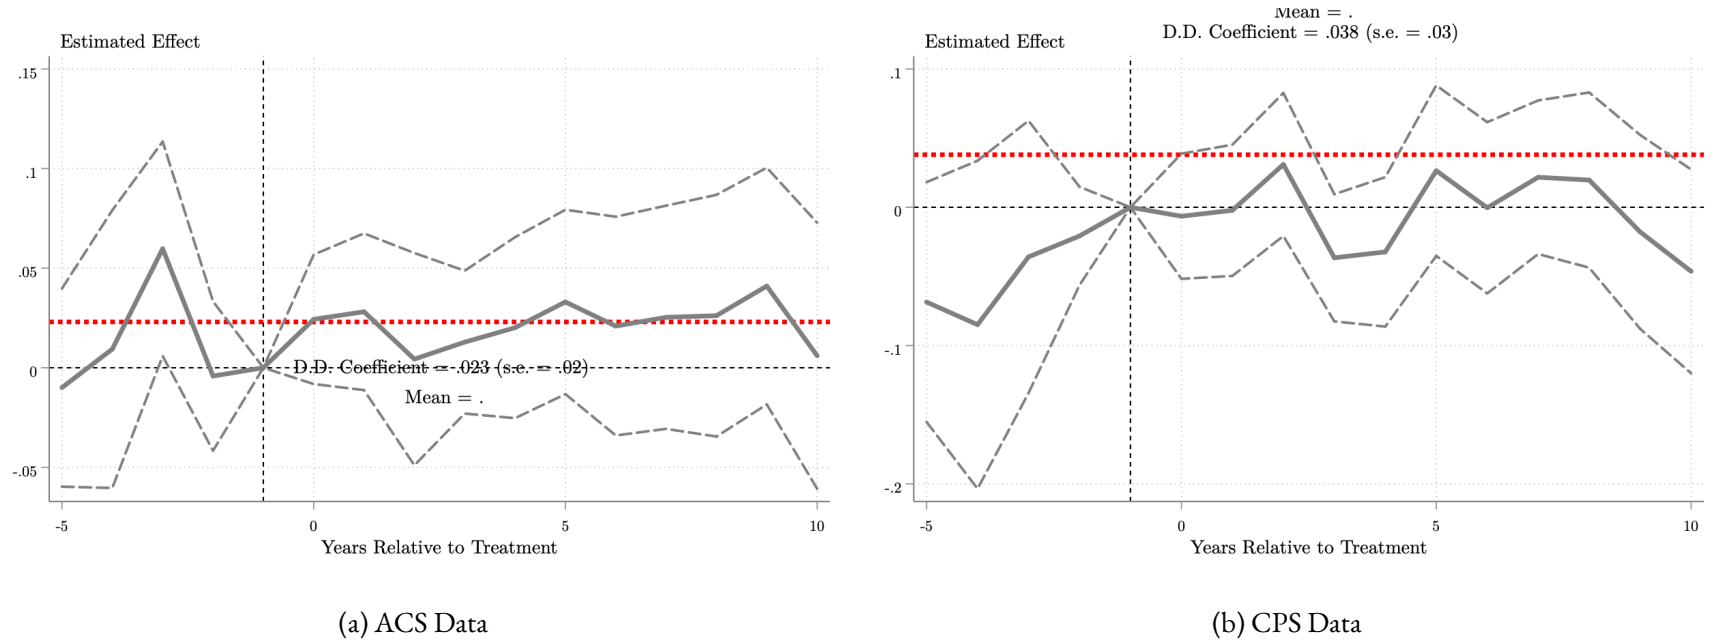 Estimated Effect
.15
.1
.05
0
-.05
D.D. Coefficient = .023 (s.e. = .02)
Mean = .
-5 0 5 10
Years Relative to Treatment
(a) ACS Data
Mean = .
D.D. Coefficient = .038 (s.e. = .03)
Estimated Effect
.1
0
-.1
-.2
-5 0 5 10
Years Relative to Treatment
(b) CPS Data